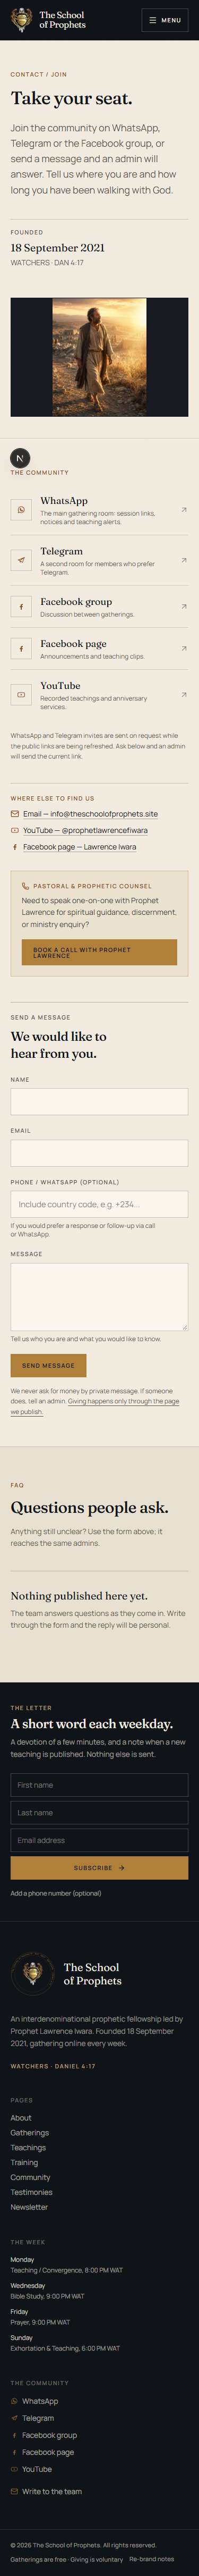 The School
of Prophets
MENU
CONTACT / JOIN
Take your seat.
Join the community on WhatsApp,
Telegram or the Facebook group, or
send a message and an admin will
answer. Tell us where you are and how
long you have been walking with God.
FOUNDED
18 September 2021
WATCHERS · DAN 4:17
N
THE COMMUNITY
WhatsApp
The main gathering room: session links,
notices and teaching alerts.
Telegram
A second room for members who prefer
Telegram.
Facebook group
Discussion between gatherings.
Facebook page
Announcements and teaching clips.
YouTube
Recorded teachings and anniversary
services.
WhatsApp and Telegram invites are sent on request while
the public links are being refreshed. Ask below and an admin
will send the current link.
WHERE ELSE TO FIND US
Email — info@theschoolofprophets.site
YouTube — @prophetlawrencefiwara
Facebook page — Lawrence Iwara
PASTORAL & PROPHETIC COUNSEL
Need to speak one-on-one with Prophet
Lawrence for spiritual guidance, discernment,
or ministry enquiry?
BOOK A CALL WITH PROPHET
LAWRENCE
SEND A MESSAGE
We would like to
hear from you.
NAME
EMAIL
PHONE / WHATSAPP (OPTIONAL)
Include country code, e.g. +234...
If you would prefer a response or follow-up via call
or WhatsApp.
MESSAGE
Tell us who you are and what you would like to know.
SEND MESSAGE
We never ask for money by private message. If someone
does, tell an admin. Giving happens only through the page
we publish.
FAQ
Questions people ask.
Anything still unclear? Use the form above; it
reaches the same admins.
Nothing published here yet.
The team answers questions as they come in. Write
through the form and the reply will be personal.
THE LETTER
A short word each weekday.
A devotion of a few minutes, and a note when a new
teaching is published. Nothing else is sent.
First name
Last name
Email address
SUBSCRIBE
Add a phone number (optional)
The School
of Prophets
An interdenominational prophetic fellowship led by
Prophet Lawrence Iwara. Founded 18 September
2021, gathering online every week.
WATCHERS · DANIEL 4:17
PAGES
About
Gatherings
Teachings
Training
Community
Testimonies
Newsletter
THE WEEK
Monday
Teaching / Convergence, 8:00 PM WAT
Wednesday
Bible Study, 9:00 PM WAT
Friday
Prayer, 9:00 PM WAT
Sunday
Exhortation & Teaching, 6:00 PM WAT
THE COMMUNITY
WhatsApp
Telegram
Facebook group
Facebook page
YouTube
Write to the team
© 2026 The School of Prophets. All rights reserved.
Gatherings are free · Giving is voluntary Re-brand notes